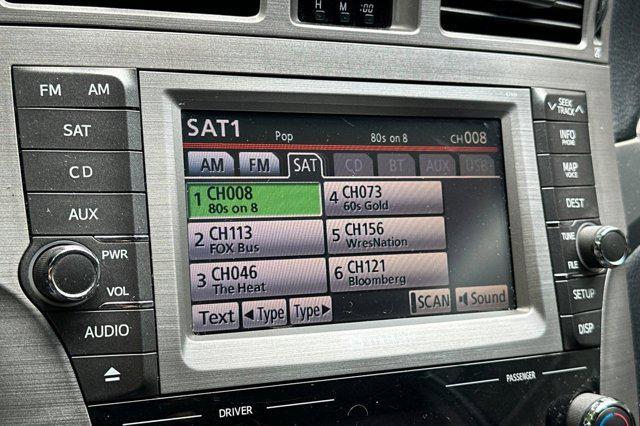 H M :00
FM AM
SAT
CD
AUX
PWR
VOL
AUDIO
SAT1 Pop 80s on 8 CH008
AM FM SAT CD BT AUX USB
1 CH008
80s on 8
4 CH073
60s Gold
2 CH113
FOX Bus
5 CH156
WresNation
3 CH046
The Heat
6 CH121
Bloomberg
Text ◀Type Type▶ SCAN Sound
SEEK
TRACK
INFO
PHONE
MAP
VOICE
DEST
TUNE
FILE
SETUP
DISP
DRIVER
PASSENGER